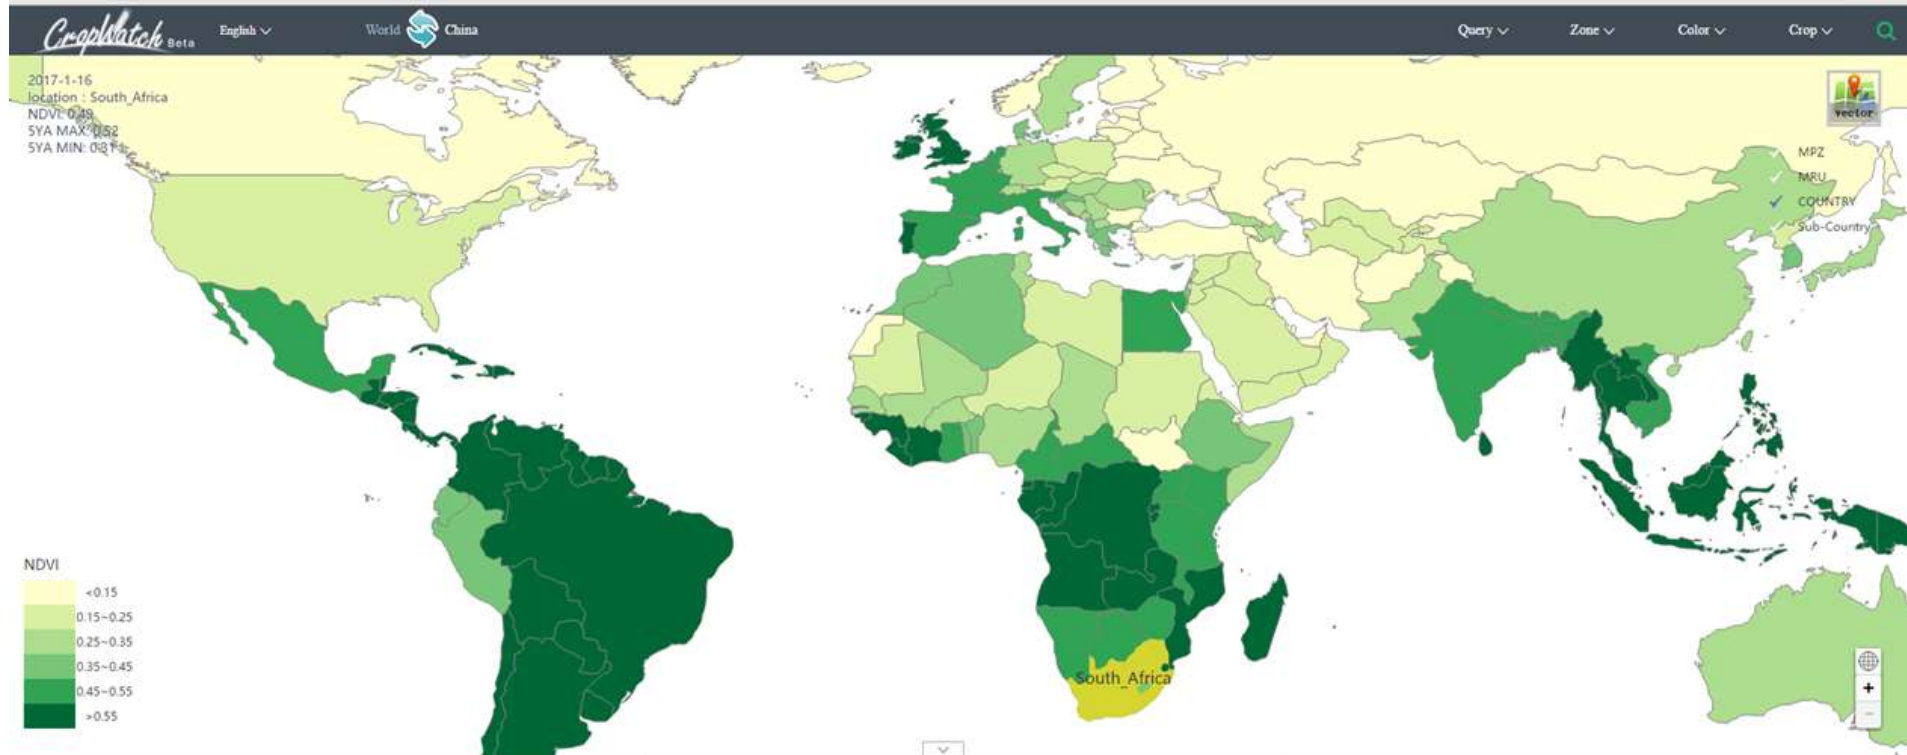 CropWatch Beta
English
World China
Query Zone Color Crop
2017-1-16
location : South_Africa
NDVI: 0.49
5YA MAX: 0.52
5YA MIN: 0.31
vector
MPZ
MRU
COUNTRY
Sub-Country
South_Africa
NDVI
<0.15
0.15~0.25
0.25~0.35
0.35~0.45
0.45~0.55
>0.55
+
-